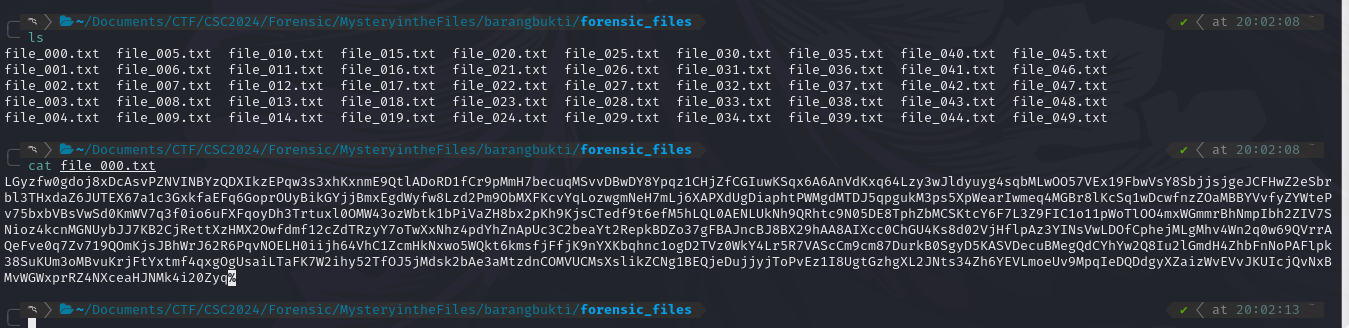 ~/Documents/CTF/CSC2024/Forensic/MysteryintheFiles/barangbukti/forensic_files ✔ at 20:02:08
ls
file_000.txt file_005.txt file_010.txt file_015.txt file_020.txt file_025.txt file_030.txt file_035.txt file_040.txt file_045.txt
file_001.txt file_006.txt file_011.txt file_016.txt file_021.txt file_026.txt file_031.txt file_036.txt file_041.txt file_046.txt
file_002.txt file_007.txt file_012.txt file_017.txt file_022.txt file_027.txt file_032.txt file_037.txt file_042.txt file_047.txt
file_003.txt file_008.txt file_013.txt file_018.txt file_023.txt file_028.txt file_033.txt file_038.txt file_043.txt file_048.txt
file_004.txt file_009.txt file_014.txt file_019.txt file_024.txt file_029.txt file_034.txt file_039.txt file_044.txt file_049.txt
~/Documents/CTF/CSC2024/Forensic/MysteryintheFiles/barangbukti/forensic_files ✔ at 20:02:08
cat file_000.txt
LGyzfw0gdoj8xDcAsvPZNVINBYzQDXIkzEPqw3s3xhKxnmE9QtlADoRD1fCr9pMmH7becuqMSvvDBwDY8Ypqz1CHjZfCGIuwKSqx6A6AnVdKxq64Lzy3wJldyuyg4sqbMLwOO57VEx19FbwVsY8SbjjsjgeJCFHwZ2eSbr
bl3THxdaZ6JUTEX67a1c3GxkfaEFq6GoprOUyBikGYjjBmxEgdWyfw8Lzd2Pm9ObMXFKcvYqLozwgmNeH7mLj6XAPXdUgDiaphtPWMgdMTDJ5qpgukM3ps5XpWearIwmeq4MGBr8lKcSq1wDcwfnzZOaMBBYVvfyZYWteP
v75bxbVBsVwSd0KmWV7q3f0io6uFXFqoyDh3Trtuxl0OMW43ozWbtk1bPiVaZH8bx2pKh9KjsCTedf9t6efM5hLQL0AENLUkNh9QRhtc9N05DE8TphZbMCSKtcY6F7L3Z9FIC1o11pWoTlOO4mxWGmmrBhNmpIbh2ZIV7S
Nioz4kcnMGNUybJJ7KB2CjRettXzHMX2Owfdmf12cZdTRzyY7oTwXxNhz4pdYhZnApUc3C2beaYt2RepkBDZo37gFBAJncBJ8BX29hAA8AIXcc0ChGU4Ks8d02VjHflpAz3YINsVwLDOfCphejMLgMhv4Wn2q0w69QVrrA
QeFve0q7Zv719QOmKjsJBhWrJ62R6PqvNOELH0iijh64VhC1ZcmHkNxwo5WQkt6kmsfjFfjK9nYXKbqhnc1ogD2TVz0WkY4Lr5R7VAScCm9cm87DurkB0SgyD5KASVDecuBMegQdCYhYw2Q8Iu2lGmdH4ZhbFnNoPAFlpk
38SuKUm3oMBvuKrjFtYxtmf4qxgOgUsaiLTaFK7W2ihy52TfOJ5jMdsk2bAe3aMtzdnCOMVUCMsXslikZCNg1BEQjeDujjyjToPvEz1I8UgtGzhgXL2JNts34Zh6YEVLmoeUv9MpqIeDQDdgyXZaizWvEVvJKUIcjQvNxB
MvWGWxprRZ4NXceaHJNMk4i20Zyq%
~/Documents/CTF/CSC2024/Forensic/MysteryintheFiles/barangbukti/forensic_files ✔ at 20:02:13